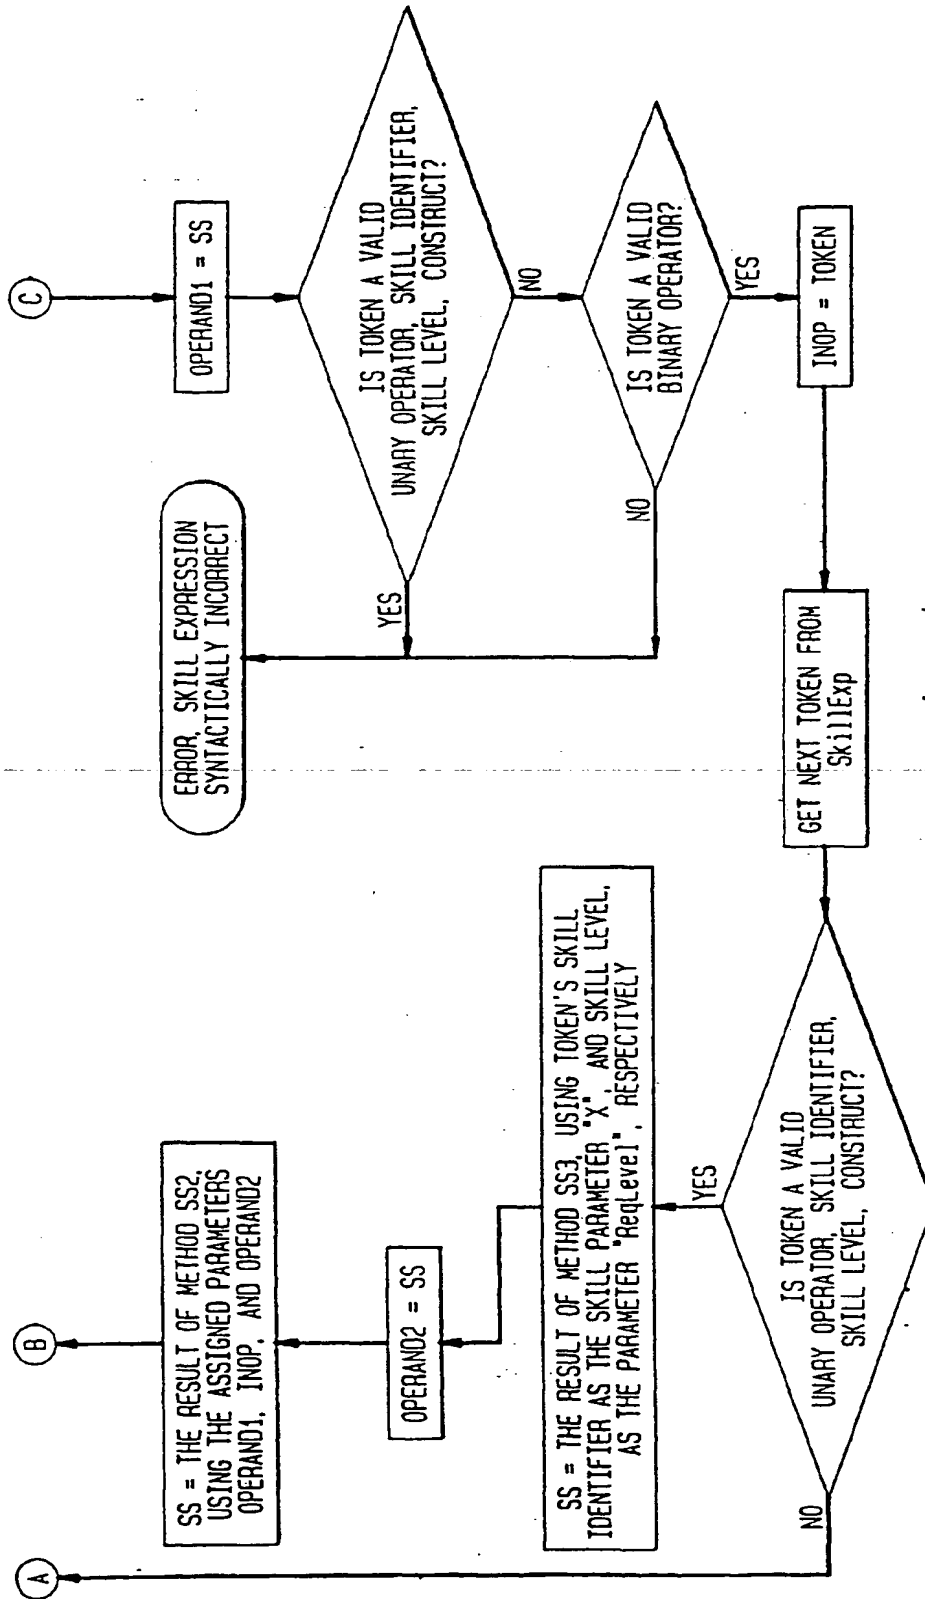 C
OPERAND1 = SS
IS TOKEN A VALID
UNARY OPERATOR, SKILL IDENTIFIER,
SKILL LEVEL, CONSTRUCT?
YES
NO
ERROR, SKILL EXPRESSION
SYNTACTICALLY INCORRECT
IS TOKEN A VALID
BINARY OPERATOR?
NO
YES
INOP = TOKEN
GET NEXT TOKEN FROM
SkillExp
IS TOKEN A VALID
UNARY OPERATOR, SKILL IDENTIFIER,
SKILL LEVEL, CONSTRUCT?
YES
NO
SS = THE RESULT OF METHOD SS3, USING TOKEN'S SKILL
IDENTIFIER AS THE SKILL PARAMETER "X", AND SKILL LEVEL,
AS THE PARAMETER "ReqLevel", RESPECTIVELY
OPERAND2 = SS
SS = THE RESULT OF METHOD SS2,
USING THE ASSIGNED PARAMETERS
OPERAND1, INOP, AND OPERAND2
B
A